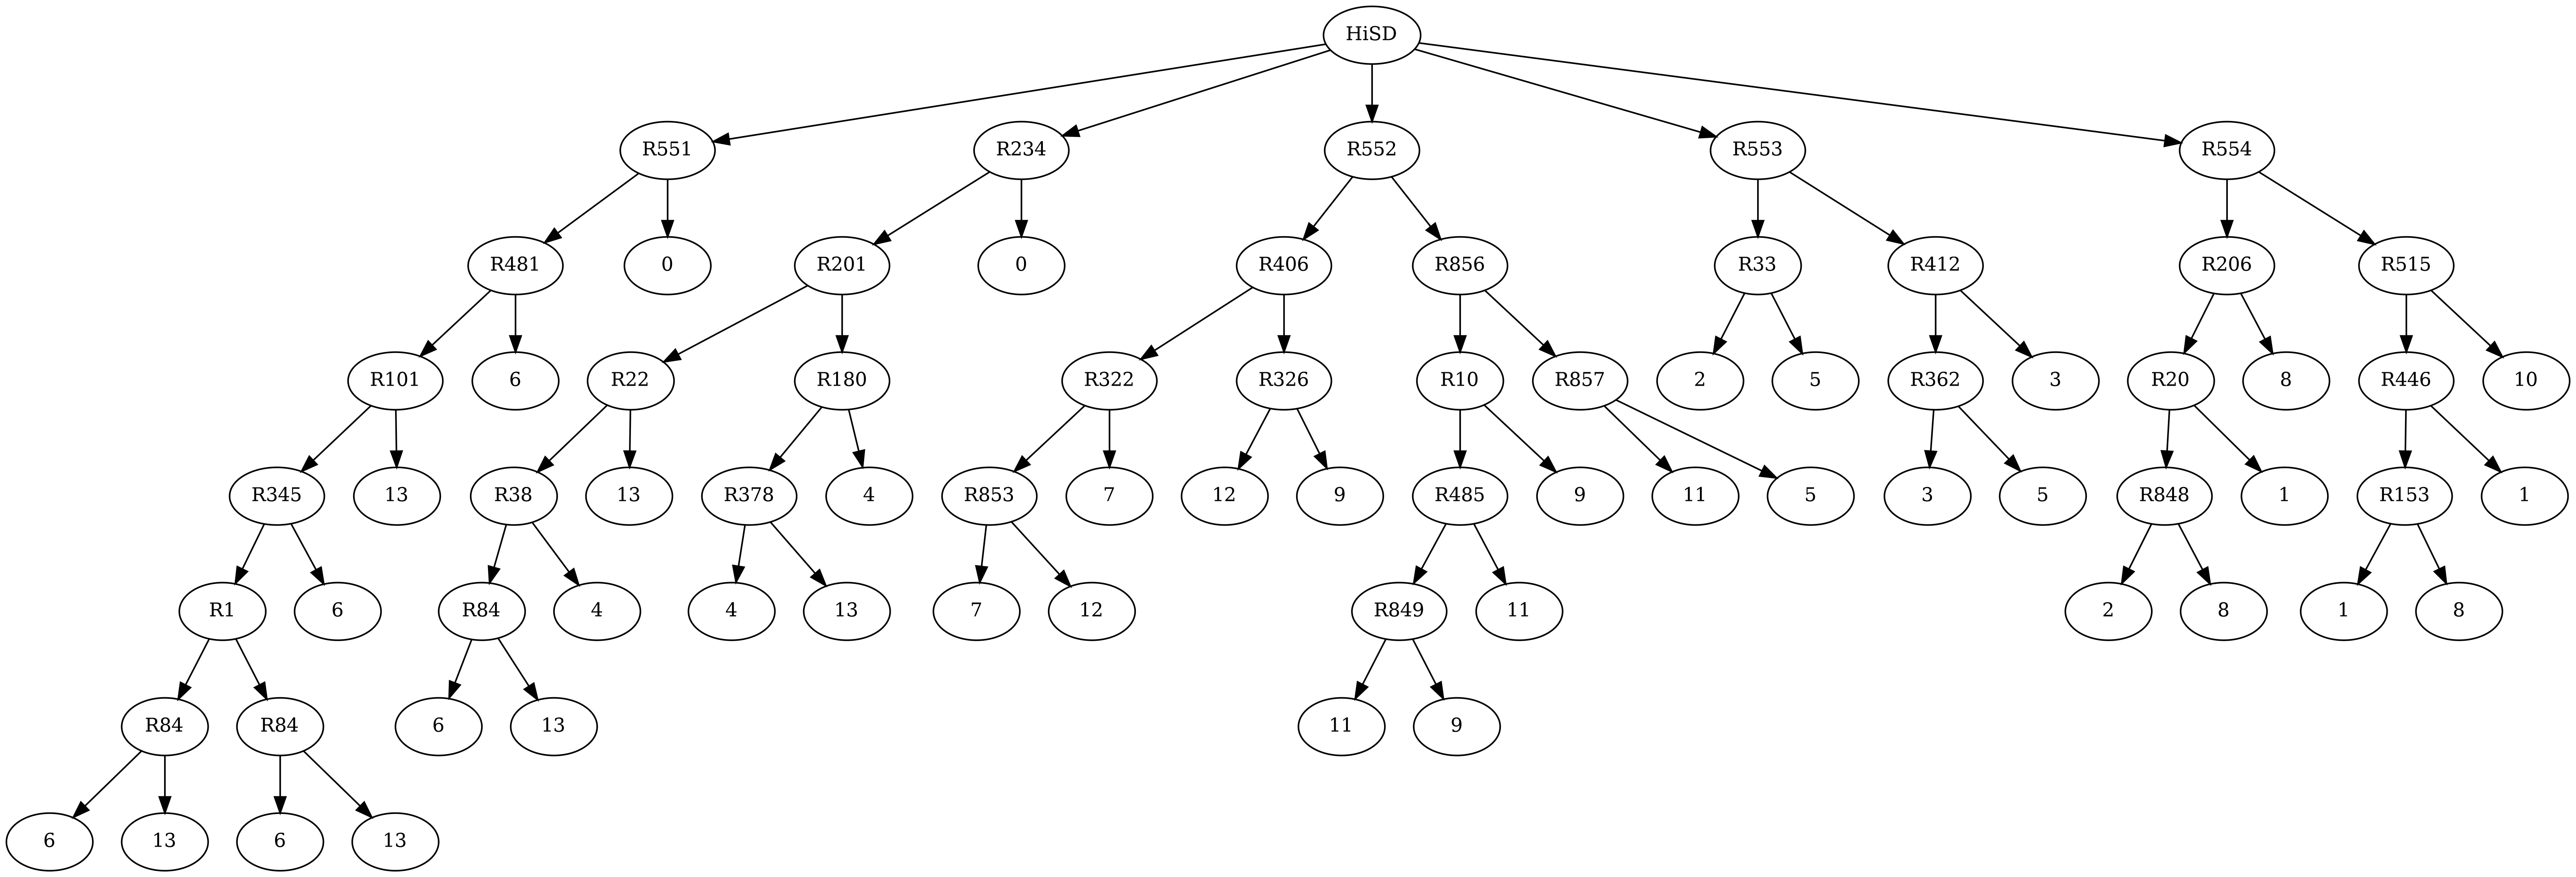 HiSD
R551 R234 R552 R553 R554
R481 0 R201 0 R406 R856 R33 R412 R206 R515
R101 6 R22 R180 R322 R326 R10 R857 2 5 R362 3 R20 8 R446 10
R345 13 R38 13 R378 4 R853 7 12 9 R485 9 11 5 3 5 R848 1 R153 1
R1 6 R84 4 4 13 7 12 R849 11 2 8 1 8
R84 R84 6 13 11 9
6 13 6 13